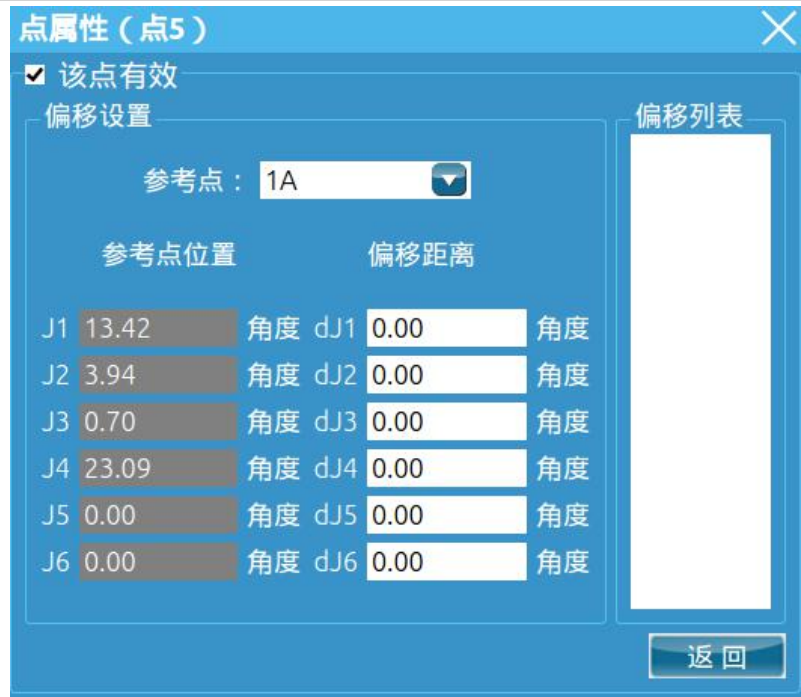 点属性（点5）
该点有效
偏移设置
偏移列表
参考点： 1A
参考点位置 偏移距离
J1 13.42 角度 dJ1 0.00 角度
J2 3.94 角度 dJ2 0.00 角度
J3 0.70 角度 dJ3 0.00 角度
J4 23.09 角度 dJ4 0.00 角度
J5 0.00 角度 dJ5 0.00 角度
J6 0.00 角度 dJ6 0.00 角度
返回